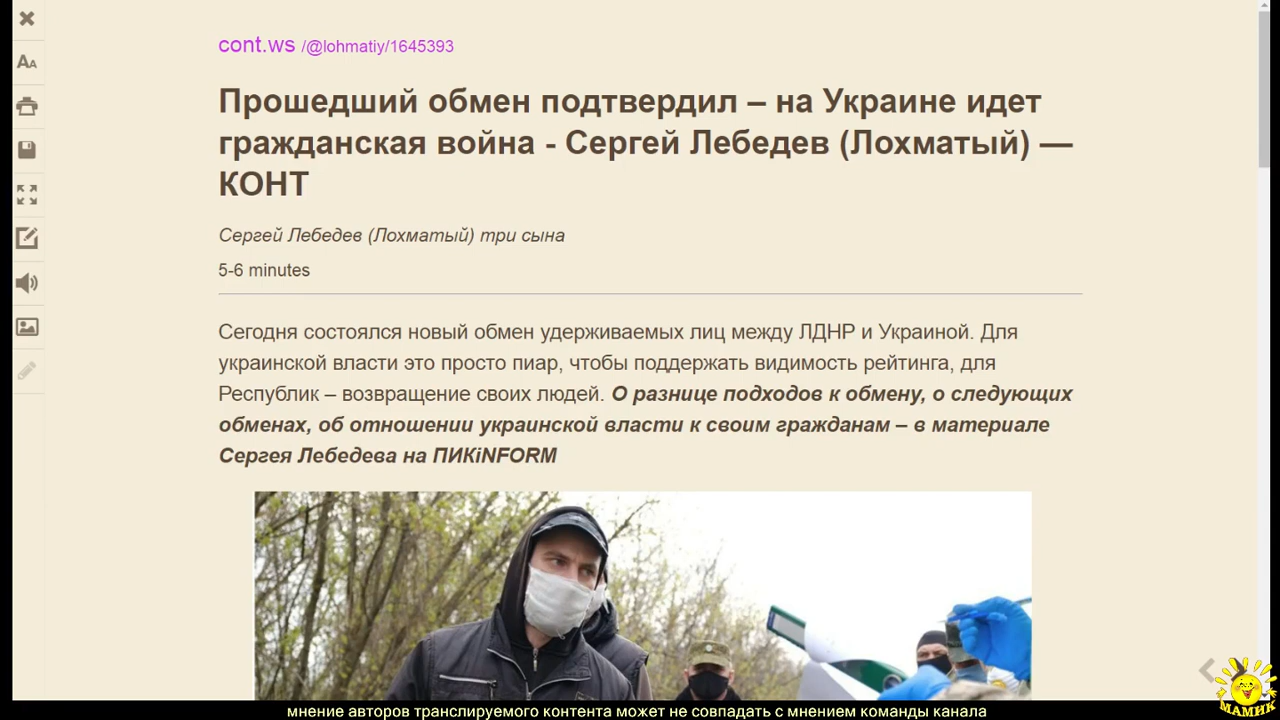 cont.ws /@lohmatiy/1645393
Прошедший обмен подтвердил – на Украине идет
гражданская война - Сергей Лебедев (Лохматый) —
КОНТ
Сергей Лебедев (Лохматый) три сына
5-6 minutes
Сегодня состоялся новый обмен удерживаемых лиц между ЛДНР и Украиной. Для
украинской власти это просто пиар, чтобы поддержать видимость рейтинга, для
Республик – возвращение своих людей. О разнице подходов к обмену, о следующих
обменах, об отношении украинской власти к своим гражданам – в материале
Сергея Лебедева на ПИКiNFORM
МАМИК
мнение авторов транслируемого контента может не совпадать с мнением команды канала